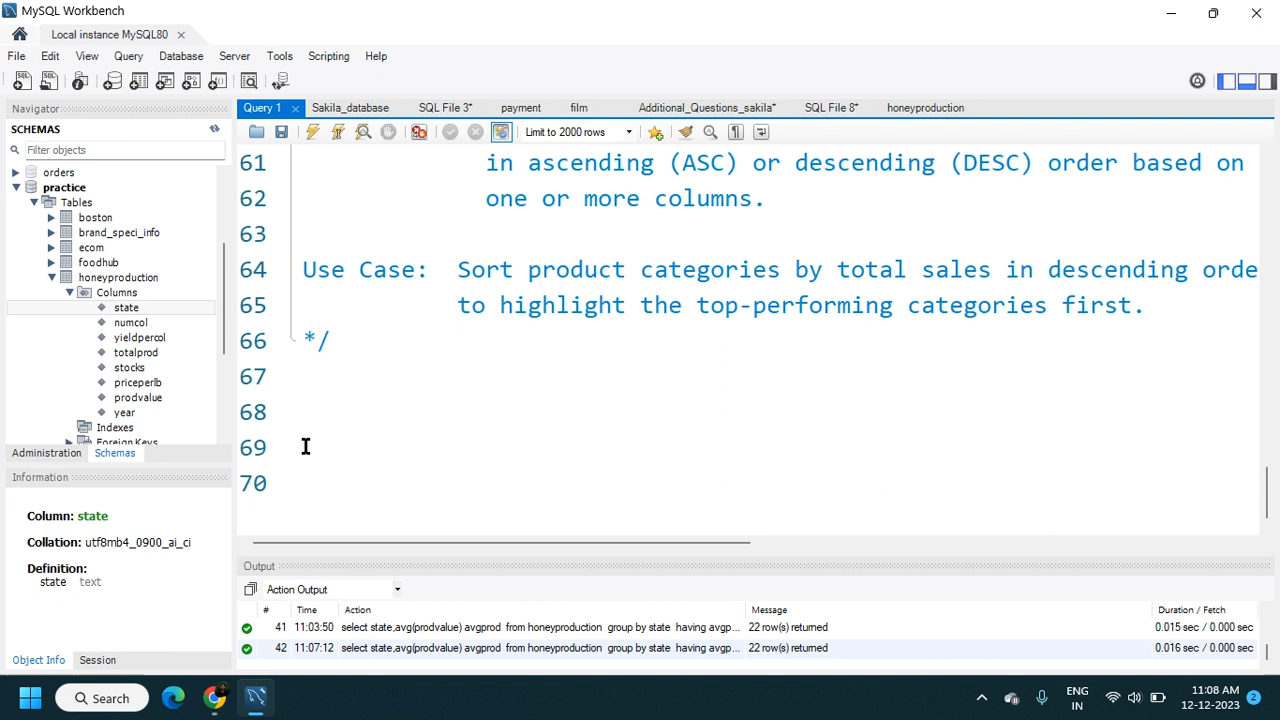 MySQL Workbench
Local instance MySQL80
File Edit View Query Database Server Tools Scripting Help
Navigator
Query 1 Sakila_database SQL File 3* payment film Additional_Questions_sakila* SQL File 8* honeyproduction
SCHEMAS
Limit to 2000 rows
Filter objects
orders
practice
Tables
boston
brand_speci_info
ecom
foodhub
honeyproduction
Columns
state
numcol
yieldpercol
totalprod
stocks
priceperlb
prodvalue
year
Indexes
Foreign Keys
Administration Schemas
Information
Column: state
Collation: utf8mb4_0900_ai_ci
Definition:
state text
Object Info Session
61 in ascending (ASC) or descending (DESC) order based on
62 one or more columns.
63
64 Use Case: Sort product categories by total sales in descending orde
65 to highlight the top-performing categories first.
66 */
67
68
69
70
Output
Action Output
# Time Action Message Duration / Fetch
41 11:03:50 select state,avg(prodvalue) avgprod from honeyproduction group by state having avgp... 22 row(s) returned 0.015 sec / 0.000 sec
42 11:07:12 select state,avg(prodvalue) avgprod from honeyproduction group by state having avgp... 22 row(s) returned 0.016 sec / 0.000 sec
Search
ENG
IN
11:08 AM
12-12-2023
2